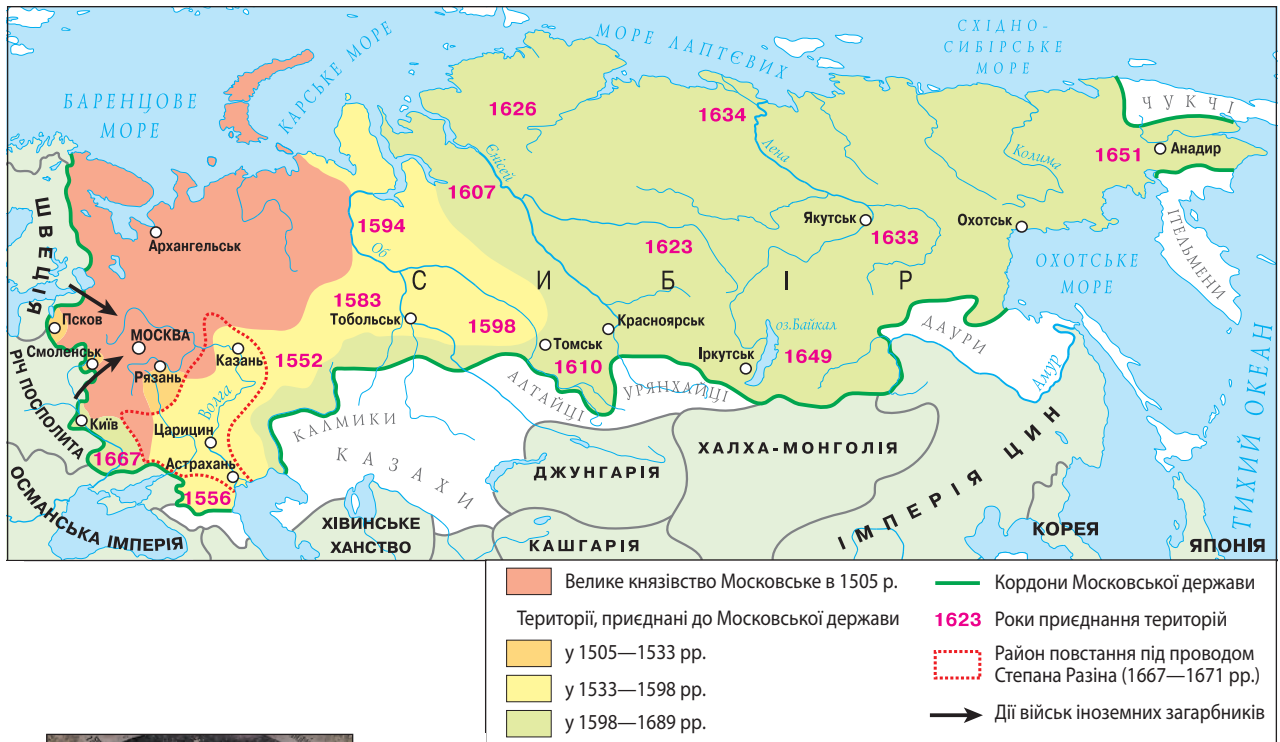 БАРЕНЦОВЕ
МОРЕ
КАРСЬКЕ МОРЕ
МОРЕ ЛАПТЄВИХ
СХІДНО-
СИБІРСЬКЕ
МОРЕ
ЧУКЧІ
1626
1634
1651
Анадир
Єнісей
Лена
Колима
1607
ІТЕЛЬМЕНИ
ШВЕЦІЯ
Архангельськ
1594
Об
1623
Якутськ
1633
Охотськ
ОХОТСЬКЕ
МОРЕ
СИБІР
Псков
МОСКВА
1583
Тобольськ
1598
Красноярськ
оз.Байкал
ДАУРИ
Смоленськ
Рязань
Казань
1552
Томськ
1610
Іркутськ
1649
Амур
РІЧ ПОСПОЛИТА
Волга
АЛТАЙЦІ
УРЯНХАЙЦІ
Київ
Царицин
КАЛМИКИ
КАЗАХИ
ХАЛХА-МОНГОЛІЯ
1667
Астрахань
ДЖУНГАРІЯ
ТИХИЙ ОКЕАН
1556
ОСМАНСЬКА ІМПЕРІЯ
ХІВИНСЬКЕ
ХАНСТВО
КАШГАРІЯ
ІМПЕРІЯ ЦИН
КОРЕЯ
ЯПОНІЯ
Велике князівство Московське в 1505 р.
Території, приєднані до Московської держави
у 1505—1533 рр.
у 1533—1598 рр.
у 1598—1689 рр.
Кордони Московської держави
1623 Роки приєднання територій
Район повстання під проводом
Степана Разіна (1667—1671 рр.)
Дії військ іноземних загарбників